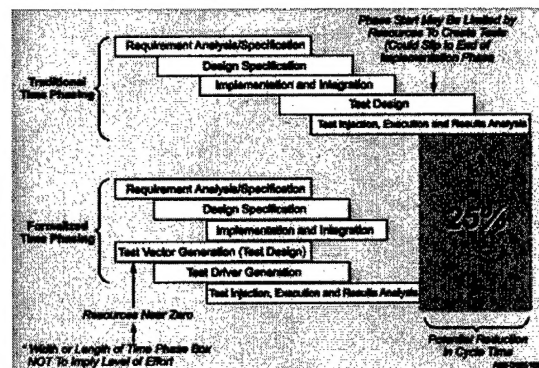 Phase Start May be Limited by
Resources To Create Tests
(Could Slip to End of
Implementation Phase
Requirement Analysis/Specification
Design Specification
Traditional
Time Phasing
Implementation and Integration
Test Design
Test Injection, Execution and Results Analysis
Requirement Analysis/Specification
Design Specification
25%
Formalized
Time Phasing
Implementation and Integration
Test Vector Generation (Test Design)
Test Driver Generation
Test Injection, Execution and Results Analysis
Resources Near Zero
* Width or Length of Time Phase Box
NOT To Imply Level of Effort
Potential Reduction
in Cycle Time